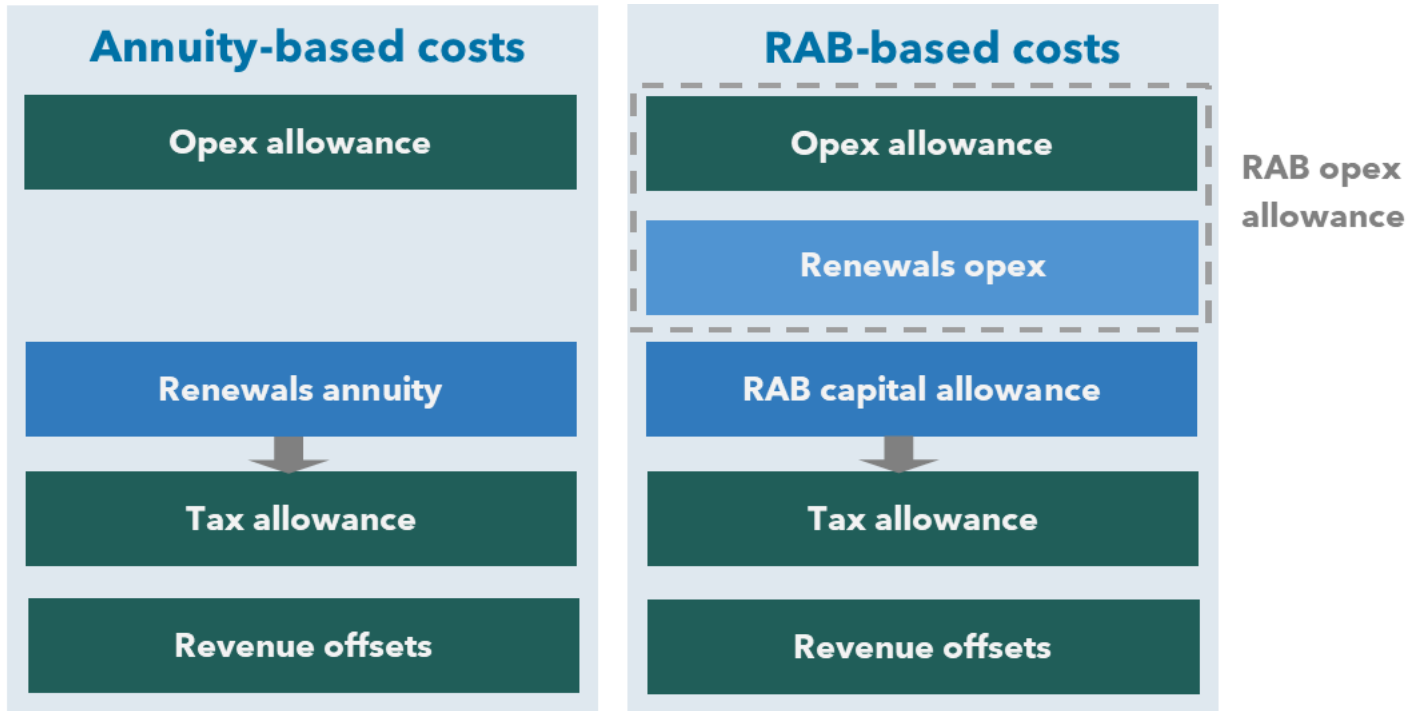 Annuity-based costs
Opex allowance
Renewals annuity
Tax allowance
Revenue offsets
RAB-based costs
Opex allowance
Renewals opex
RAB capital allowance
Tax allowance
Revenue offsets
RAB opex
allowance